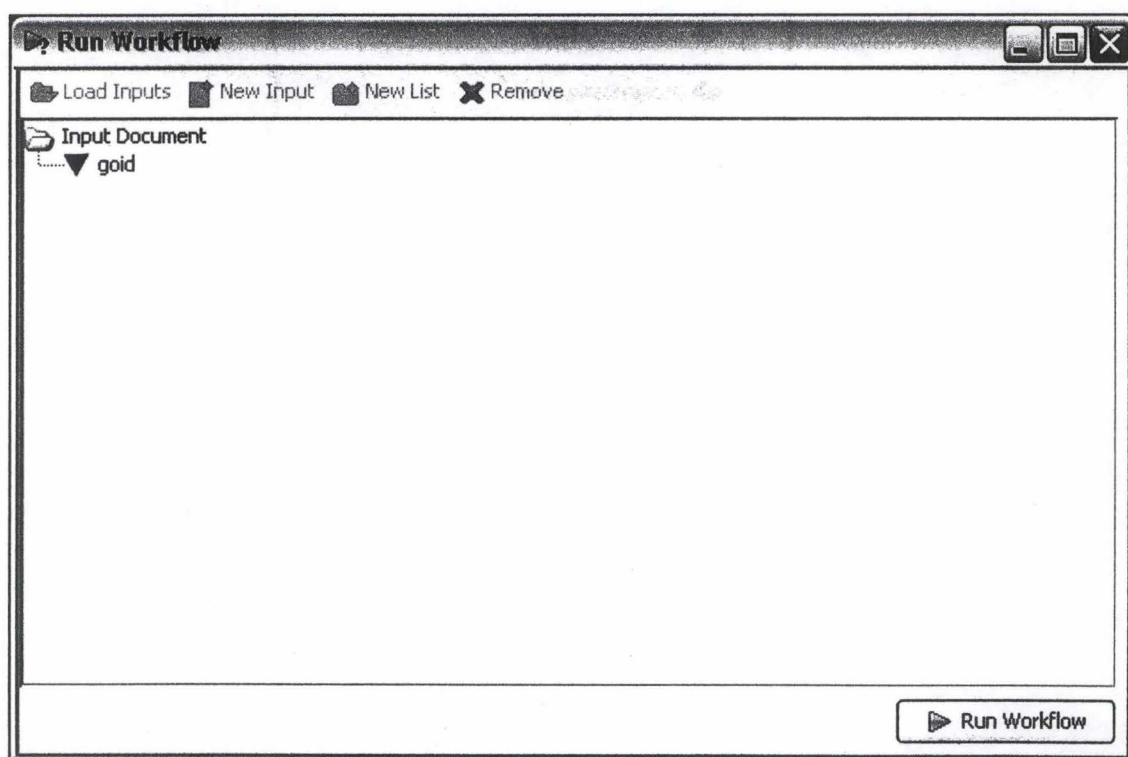 Run Workflow
Load Inputs New Input New List Remove
Input Document
goid
Run Workflow